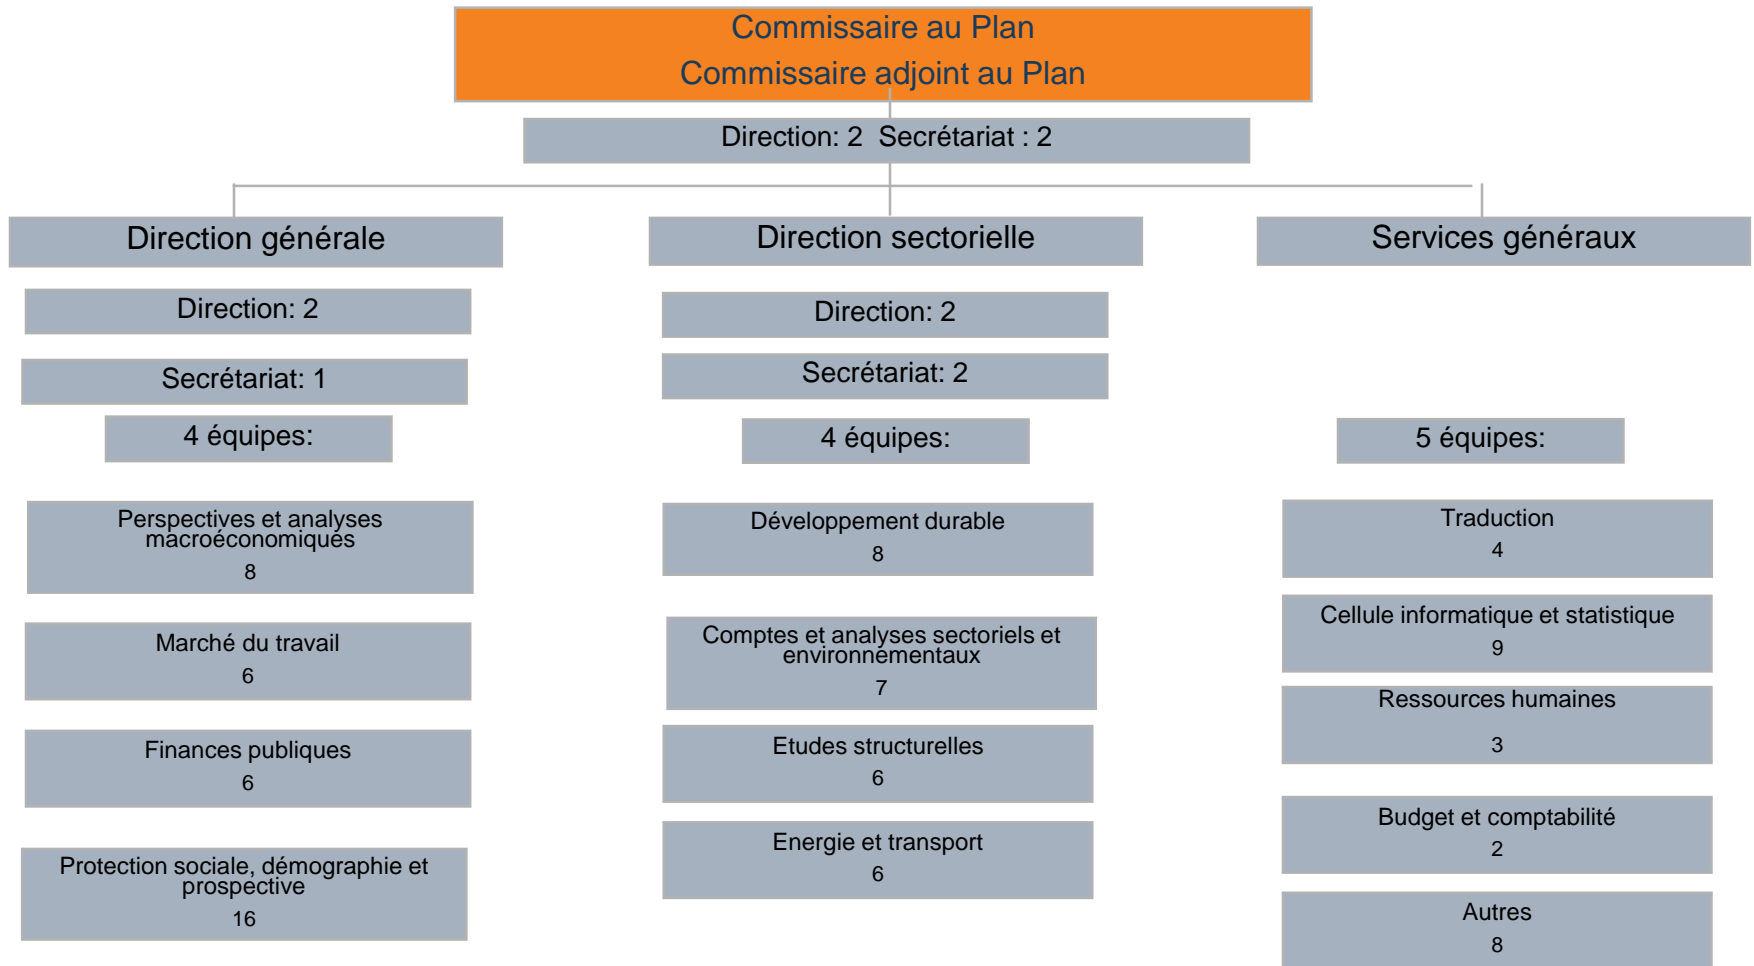 Commissaire au Plan
Commissaire adjoint au Plan
Direction: 2  Secrétariat : 2
Direction générale
Direction: 2
Secrétariat: 1
4 équipes:
Perspectives et analyses
macroéconomiques
8
Marché du travail
6
Finances publiques
6
Protection sociale, démographie et
prospective
16
Direction sectorielle
Direction: 2
Secrétariat: 2
4 équipes:
Développement durable
8
Comptes et analyses sectoriels et
environnementaux
7
Etudes structurelles
6
Energie et transport
6
Services généraux
5 équipes:
Traduction
4
Cellule informatique et statistique
9
Ressources humaines
3
Budget et comptabilité
2
Autres
8